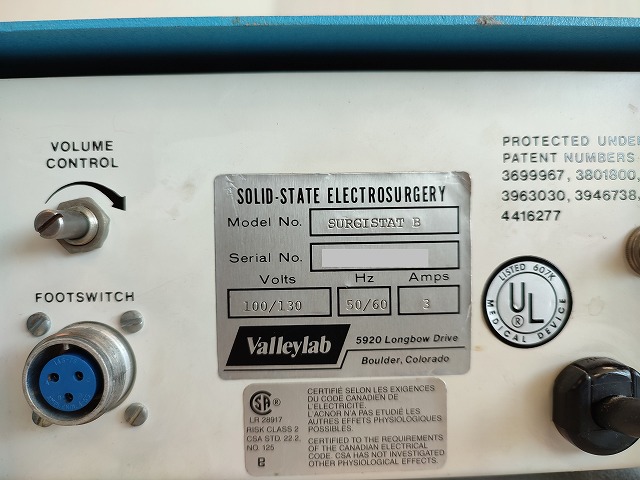 VOLUME
CONTROL
FOOTSWITCH
SOLID-STATE ELECTROSURGERY
Model No. SURGISTAT B
Serial No.
Volts Hz Amps
100/130 50/60 3
Valleylab
5920 Longbow Drive
Boulder, Colorado
PROTECTED UNDER
PATENT NUMBERS
3699967, 3801800,
3963030, 3946738,
4416277
LISTED 607K
UL
®
MEDICAL DEVICE
CSA
LR 28917
RISK CLASS 2
CSA STD. 22.2.
NO. 125
CERTIFIÉ SELON LES EXIGENCES
DU CODE CANADIEN DE
L'ELECTRICITE.
L'ACNOR N'A PAS ETUDIÉ LES
AUTRES EFFETS PHYSIOLOGIQUES
POSSIBLES.
CERTIFIED TO THE REQUIREMENTS
OF THE CANADIAN ELECTRICAL
CODE. CSA HAS NOT INVESTIGATED
OTHER PHYSIOLOGICAL EFFECTS.